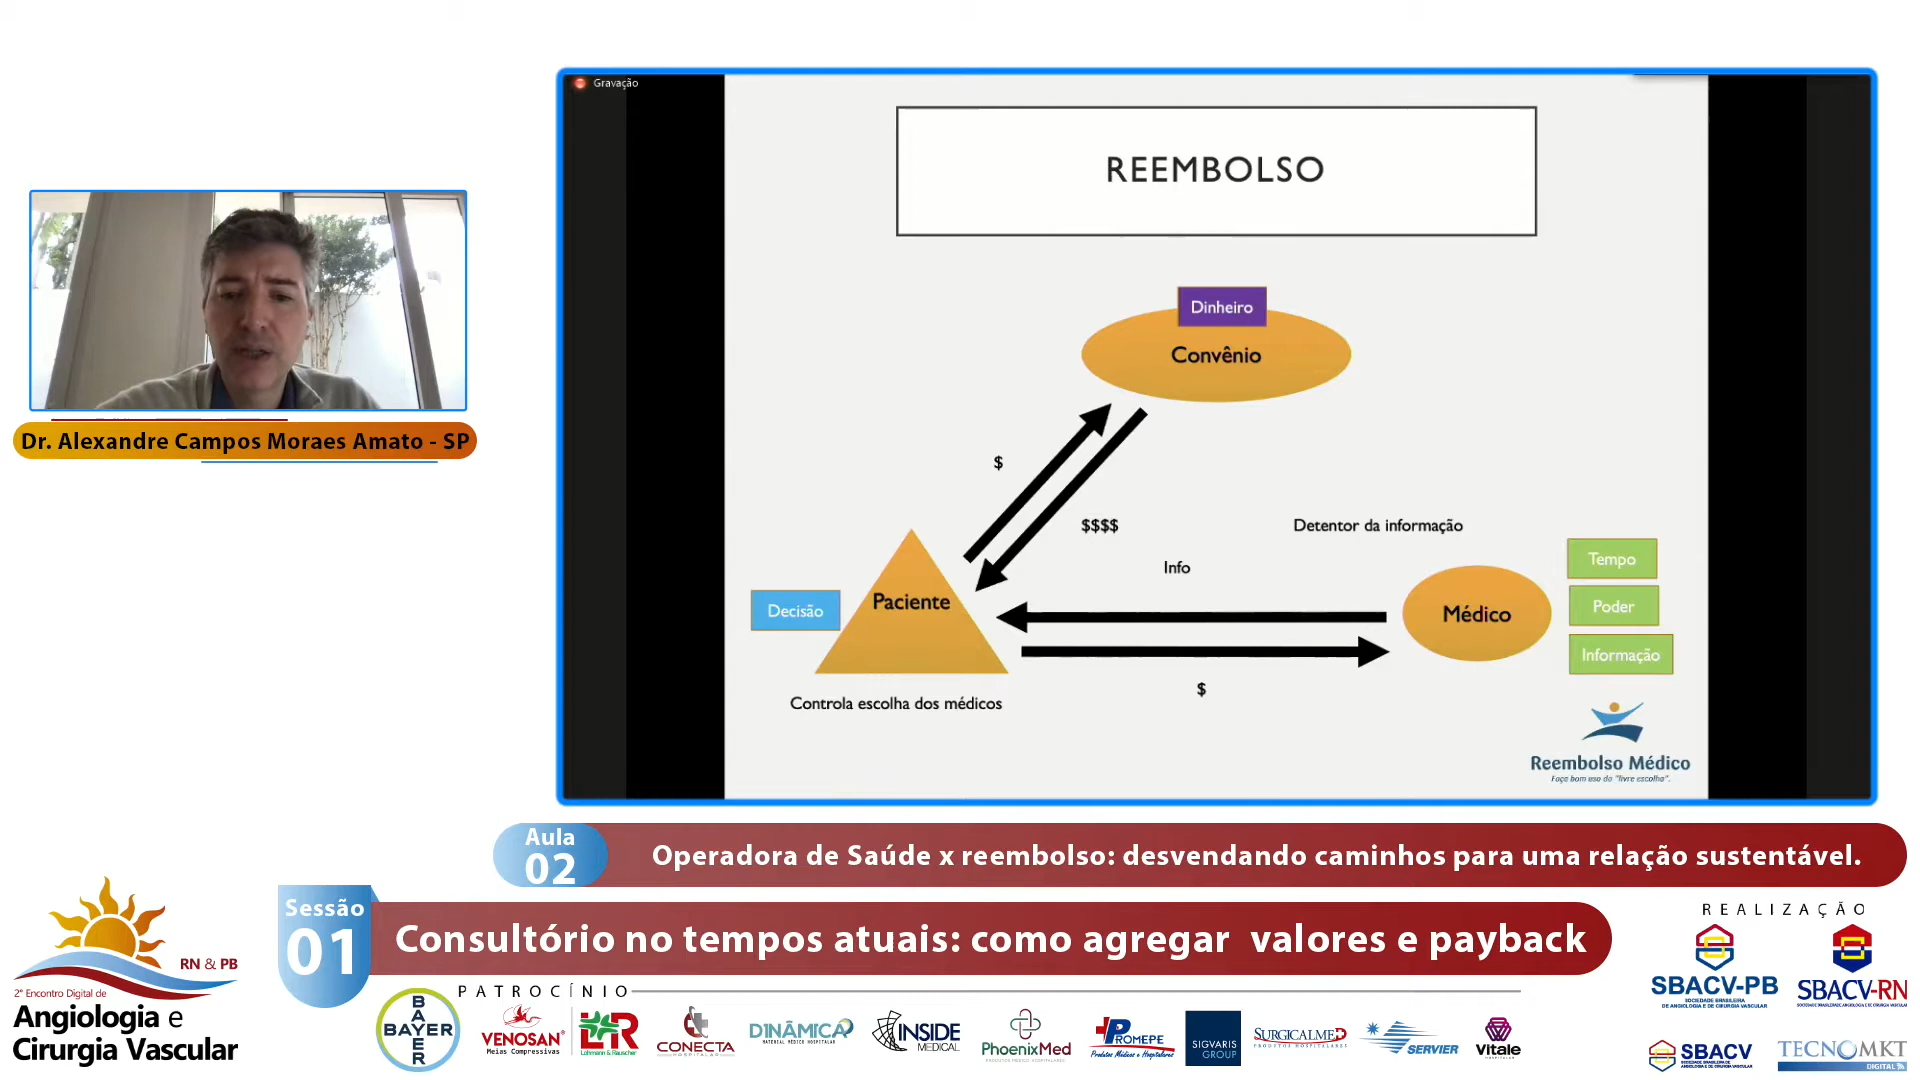 Gravação
REEMBOLSO
Dinheiro
Convênio
$
$$$$
Detentor da informação
Info
Tempo
Poder
Informação
Médico
Paciente
Decisão
$
Controla escolha dos médicos
Reembolso Médico
Faça bom uso da "livre escolha".
Dr. Alexandre Campos Moraes Amato - SP
Aula
02
Operadora de Saúde x reembolso: desvendando caminhos para uma relação sustentável.
Sessão
01
Consultório no tempos atuais: como agregar valores e payback
RN & PB
2º Encontro Digital de
Angiologia e
Cirurgia Vascular
PATROCÍNIO
BAYER
BAYER
VENOSAN®
Meias Compressivas
L&R
Lohmann & Rauscher
CONECTA
HOSPITALAR
DINÂMICA
MATERIAL MÉDICO HOSPITALAR
INSIDE
MEDICAL
PhoenixMed
PRODUTOS MÉDICO HOSPITALARES
PROMEPE
Produtos Médicos e Hospitalares
SIGVARIS
GROUP
SURGICALMED
PRODUTOS HOSPITALARES
SERVIER
Vitale
HOSPITALAR
REALIZAÇÃO
SBACV-PB
SOCIEDADE BRASILEIRA
DE ANGIOLOGIA E DE CIRURGIA VASCULAR
SBACV-RN
SOCIEDADE BRASILEIRA DE ANGIOLOGIA E DE CIRURGIA VASCULAR
SBACV
SOCIEDADE BRASILEIRA DE
ANGIOLOGIA E DE CIRURGIA VASCULAR
TECNOMKT
DIGITAL